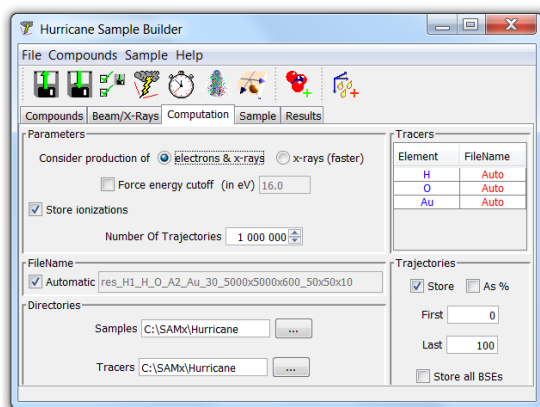 Hurricane Sample Builder
File Compounds Sample Help
Compounds Beam/X-Rays Computation Sample Results
Parameters
Consider production of electrons & x-rays x-rays (faster)
Force energy cutoff (in eV) 16.0
Store ionizations
Number Of Trajectories 1 000 000
Tracers
Element FileName
H Auto
O Auto
Au Auto
FileName
Automatic res_H1_H_O_A2_Au_30_5000x5000x600_50x50x10
Directories
Samples C:\SAMx\Hurricane ...
Tracers C:\SAMx\Hurricane ...
Trajectories
Store As %
First 0
Last 100
Store all BSEs